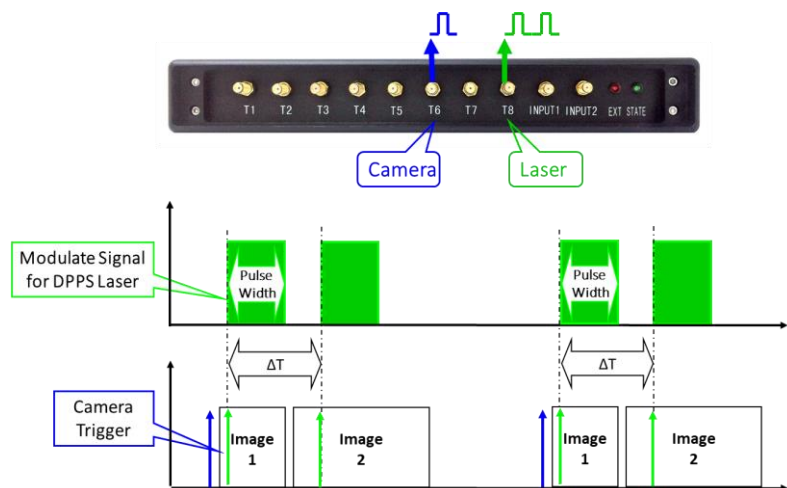 T1 T2 T3 T4 T5 T6 T7 T8 INPUT1 INPUT2 EXT STATE
Camera
Laser
Modulate Signal
for DPPS Laser
Pulse
Width
Pulse
Width
ΔT
ΔT
Camera
Trigger
Image
1
Image
2
Image
1
Image
2